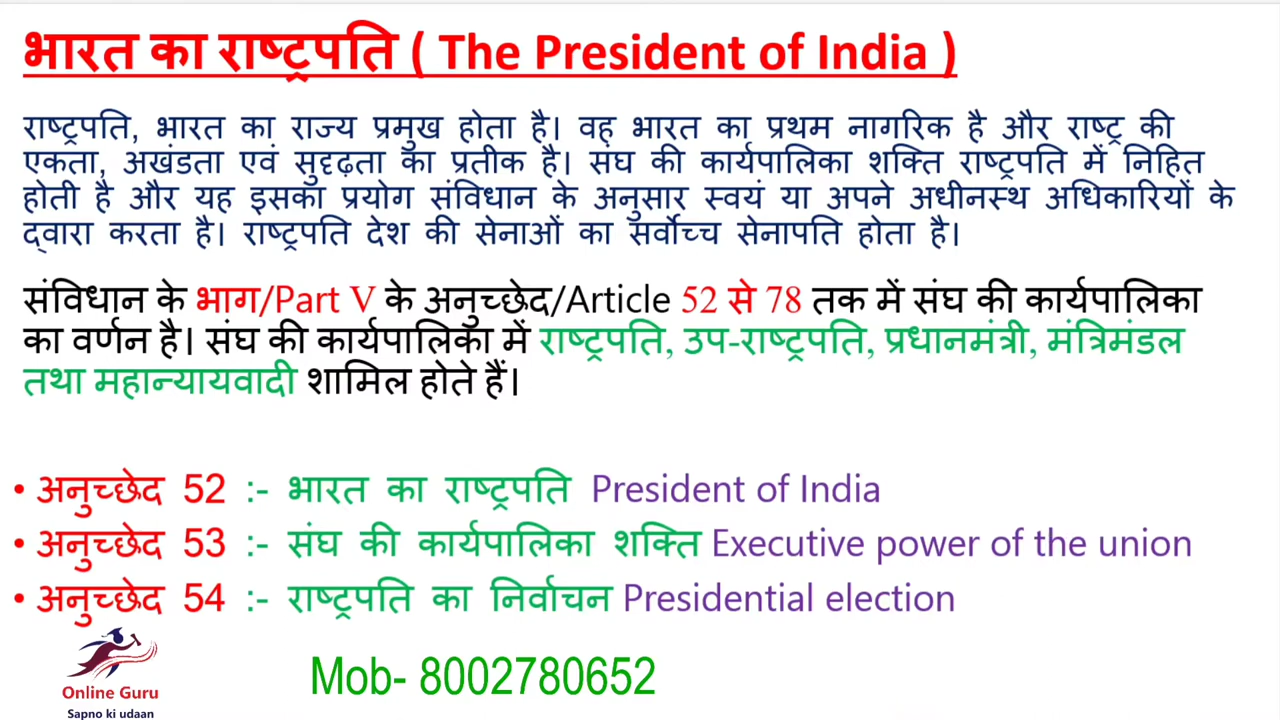 भारत का राष्ट्रपति ( The President of India )
राष्ट्रपति, भारत का राज्य प्रमुख होता है। वह भारत का प्रथम नागरिक है और राष्ट्र की
एकता, अखंडता एवं सुदृढ़ता का प्रतीक है। संघ की कार्यपालिका शक्ति राष्ट्रपति में निहित
होती है और यह इसका प्रयोग संविधान के अनुसार स्वयं या अपने अधीनस्थ अधिकारियों के
द्वारा करता है। राष्ट्रपति देश की सेनाओं का सर्वोच्च सेनापति होता है।
संविधान के भाग/Part V के अनुच्छेद/Article 52 से 78 तक में संघ की कार्यपालिका
का वर्णन है। संघ की कार्यपालिका में राष्ट्रपति, उप-राष्ट्रपति, प्रधानमंत्री, मंत्रिमंडल
तथा महान्यायवादी शामिल होते हैं।
• अनुच्छेद 52 :- भारत का राष्ट्रपति President of India
• अनुच्छेद 53 :- संघ की कार्यपालिका शक्ति Executive power of the union
• अनुच्छेद 54 :- राष्ट्रपति का निर्वाचन Presidential election
Mob- 8002780652
Online Guru
Sapno ki udaan